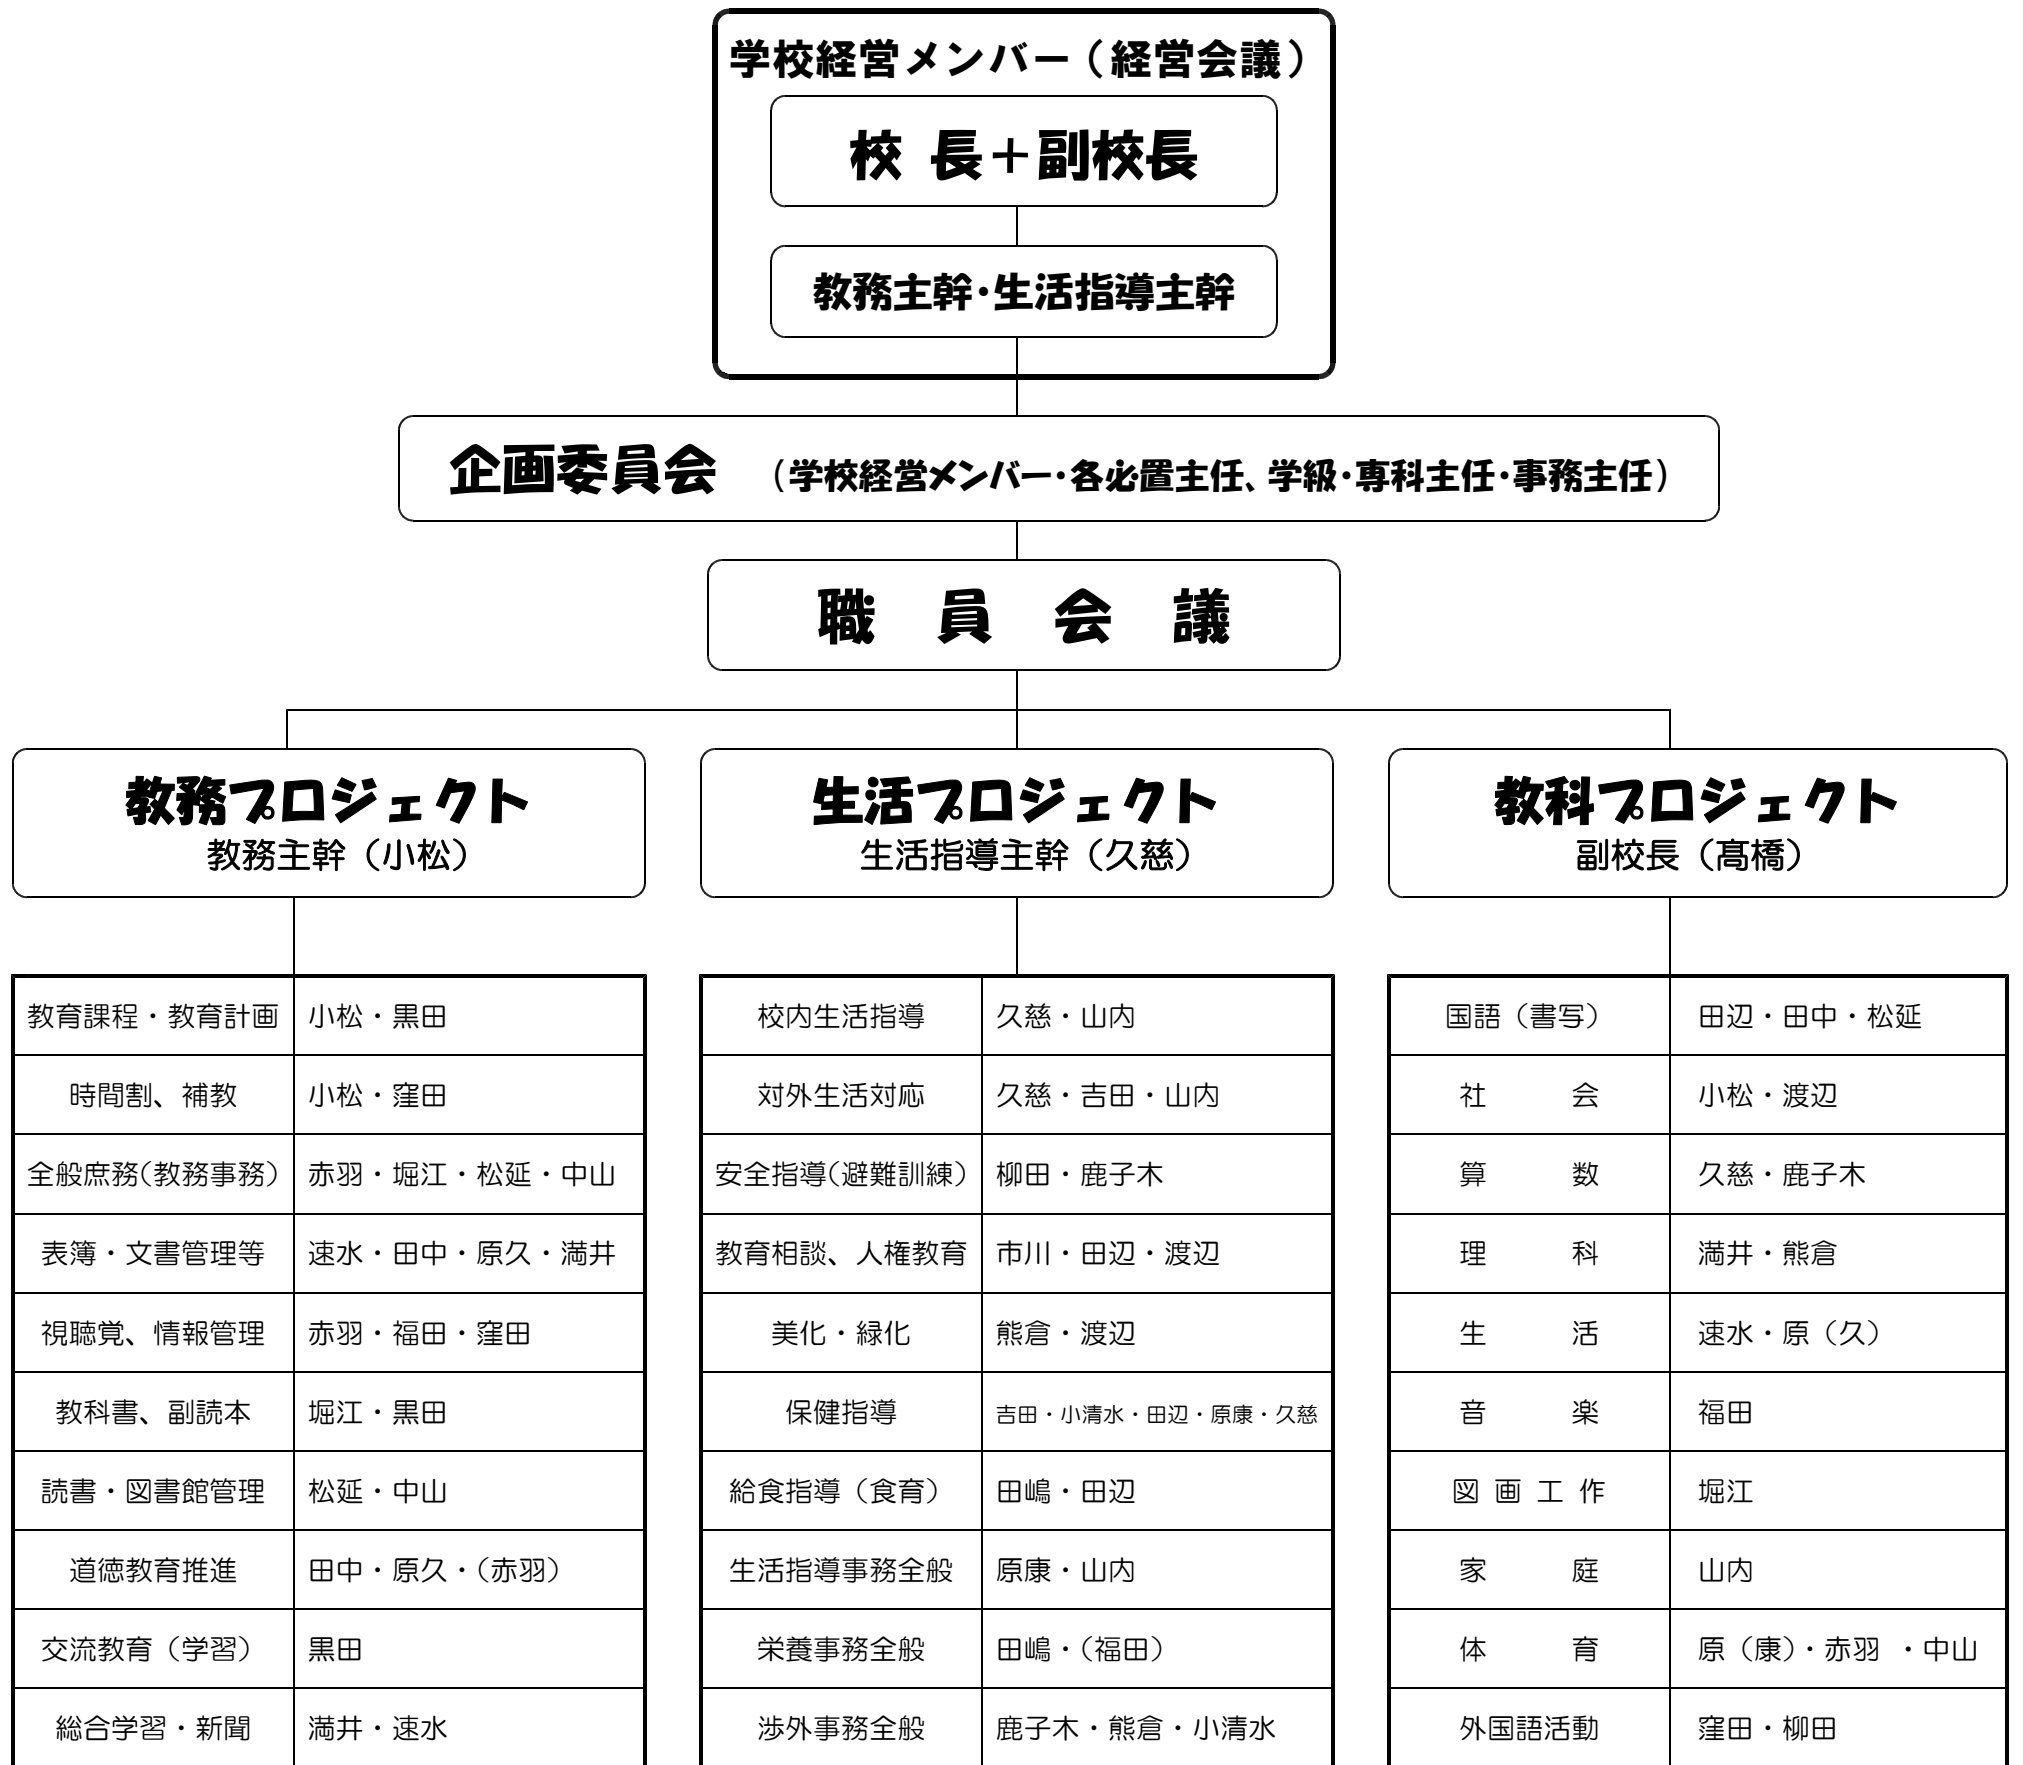 学校経営メンバー（経営会議）
校 長＋副校長
教務主幹・生活指導主幹
企画委員会　（学校経営メンバー・各必置主任、学級・専科主任・事務主任）
職　員　会　議
教務プロジェクト
教務主幹（小松）
教育課程・教育計画　小松・黒田
時間割、補教　小松・窪田
全般庶務（教務事務）　赤羽・堀江・松延・中山
表簿・文書管理等　速水・田中・原久・満井
視聴覚、情報管理　赤羽・福田・窪田
教科書、副読本　堀江・黒田
読書・図書館管理　松延・中山
道徳教育推進　田中・原久・（赤羽）
交流教育（学習）　黒田
総合学習・新聞　満井・速水
生活プロジェクト
生活指導主幹（久慈）
校内生活指導　久慈・山内
対外生活対応　久慈・吉田・山内
安全指導（避難訓練）　柳田・鹿子木
教育相談、人権教育　市川・田辺・渡辺
美化・緑化　熊倉・渡辺
保健指導　吉田・小清水・田辺・原康・久慈
給食指導（食育）　田嶋・田辺
生活指導事務全般　原康・山内
栄養事務全般　田嶋・（福田）
渉外事務全般　鹿子木・熊倉・小清水
教科プロジェクト
副校長（髙橋）
国語（書写）　田辺・田中・松延
社　　　会　小松・渡辺
算　　　数　久慈・鹿子木
理　　　科　満井・熊倉
生　　　活　速水・原（久）
音　　　楽　福田
図 画 工 作　堀江
家　　　庭　山内
体　　　育　原（康）・赤羽 ・中山
外国語活動　窪田・柳田